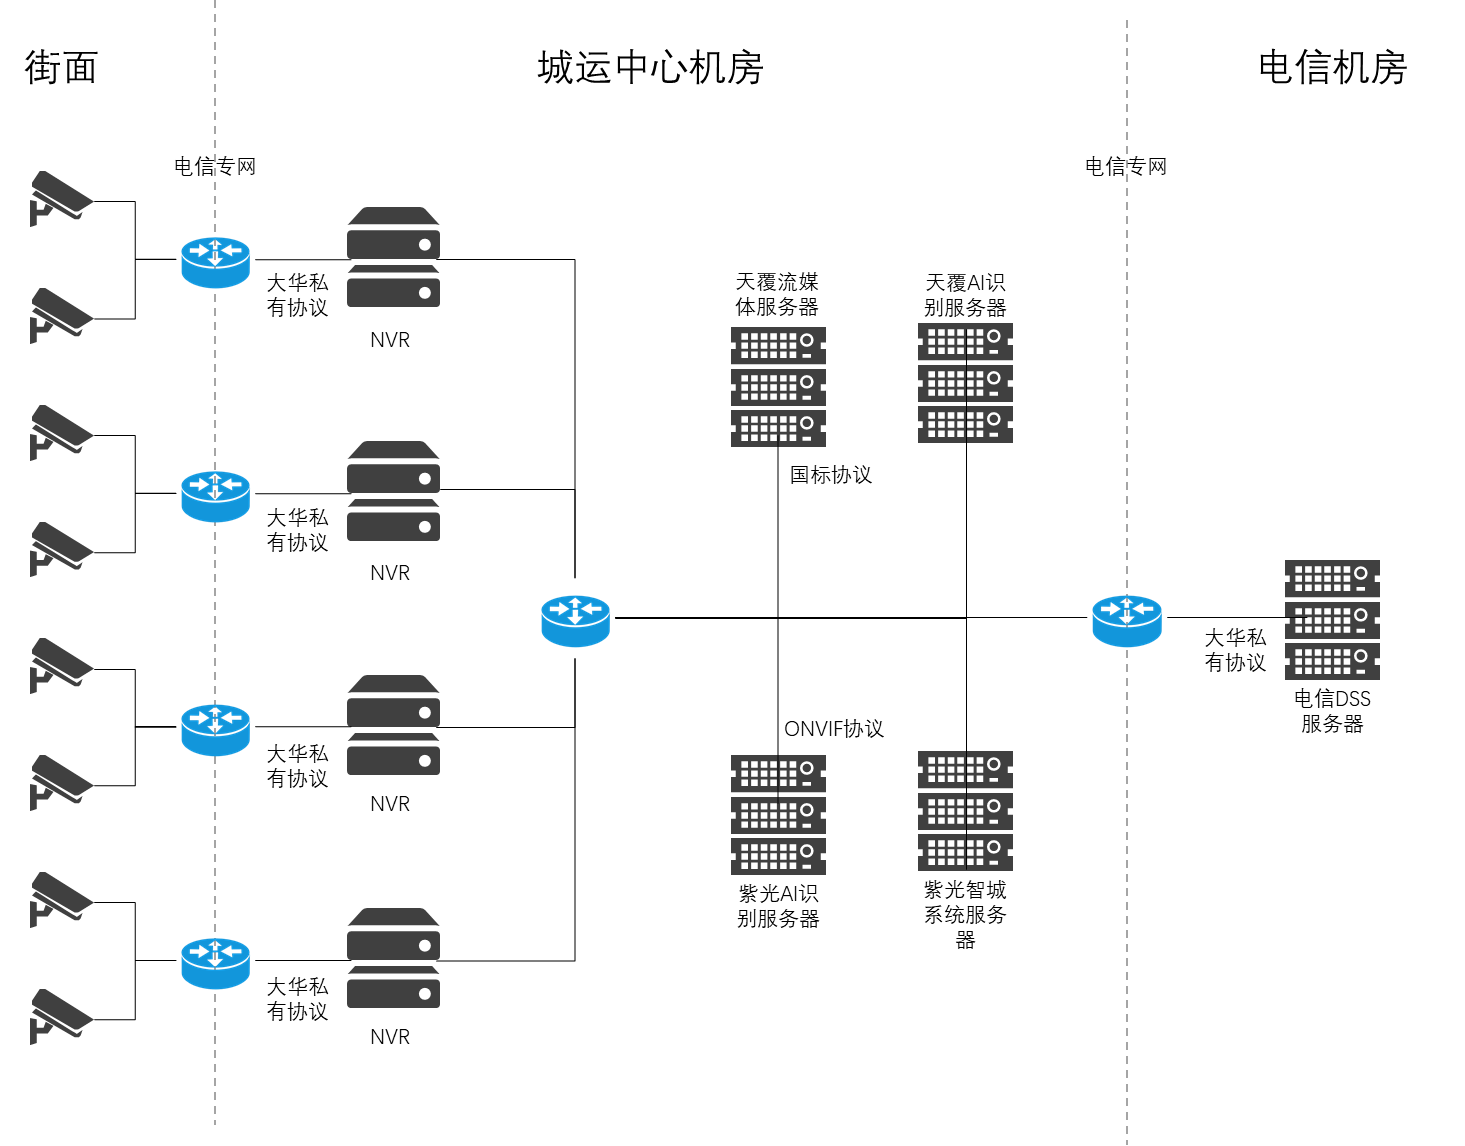 街面
城运中心机房
电信机房
电信专网
电信专网
大华私
有协议
NVR
天覆流媒
体服务器
天覆AI识
别服务器
国标协议
大华私
有协议
NVR
大华私
有协议
电信DSS
服务器
大华私
有协议
NVR
ONVIF协议
紫光AI识
别服务器
紫光智城
系统服务
器
大华私
有协议
NVR